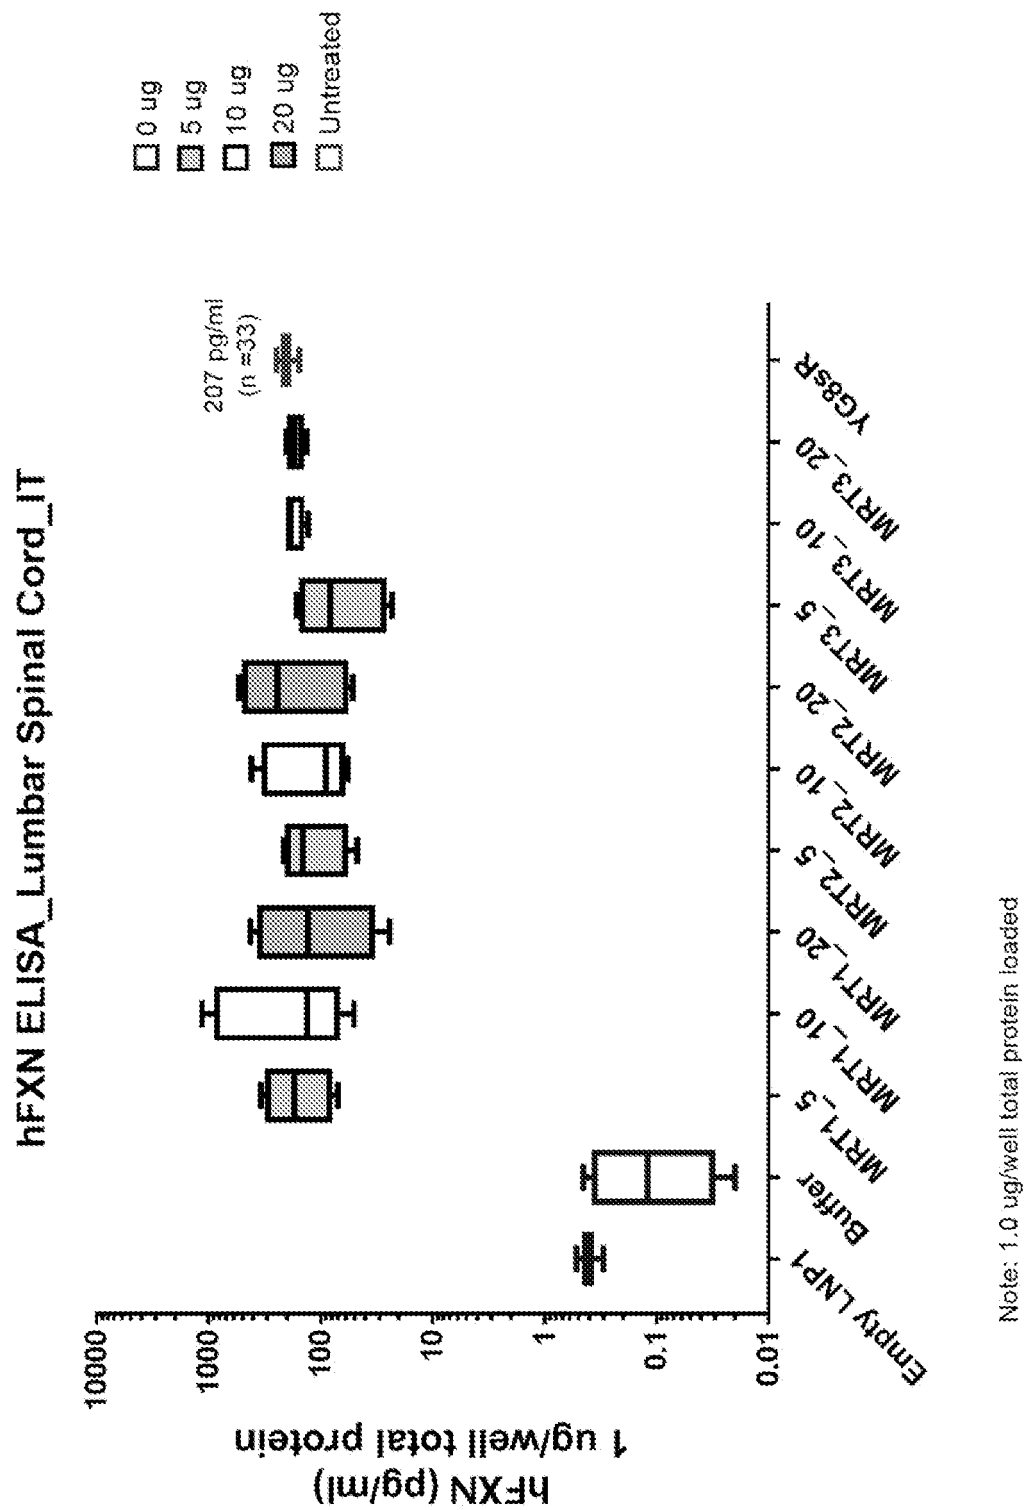 hFXN ELISA_Lumbar Spinal Cord_IT
hFXN (pg/ml)
1 ug/well total protein
10000
1000
100
10
1
0.1
0.01
207 pg/ml
(n =33)
0 ug
5 ug
10 ug
20 ug
Untreated
Empty LNP1
Buffer
MRT1_5
MRT1_10
MRT1_20
MRT2_5
MRT2_10
MRT2_20
MRT3_5
MRT3_10
MRT3_20
YG8sR
Note: 1.0 ug/well total protein loaded